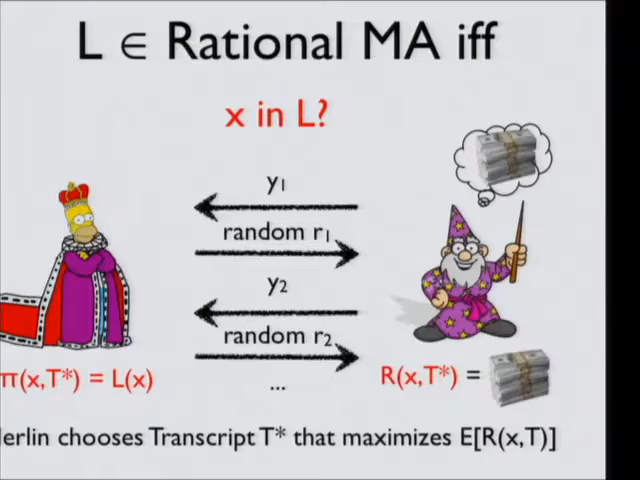 L ∈ Rational MA iff
x in L?
y₁
random r₁
y₂
random r₂
...
π(x,T*) = L(x)
R(x,T*) =
erlin chooses Transcript T* that maximizes E[R(x,T)]